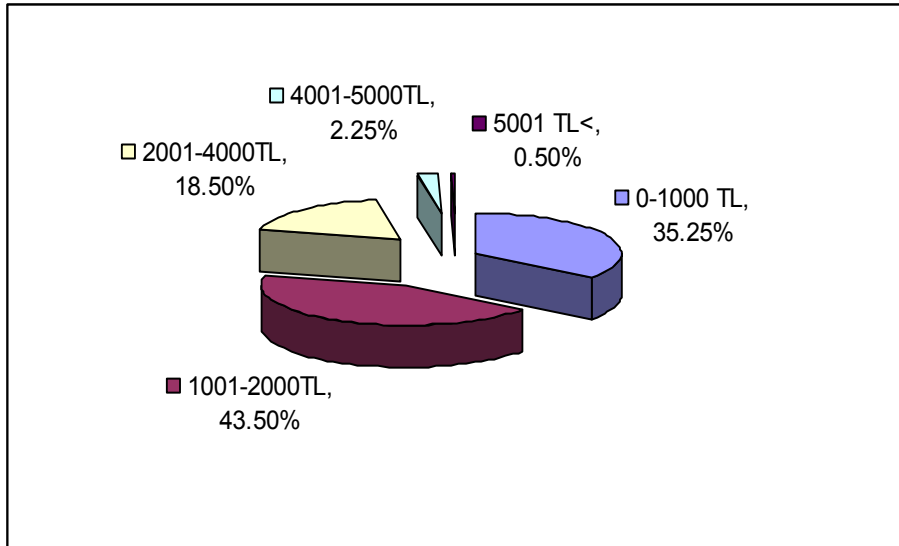 4001-5000TL,
2.25%
5001 TL<,
0.50%
2001-4000TL,
18.50%
0-1000 TL,
35.25%
1001-2000TL,
43.50%